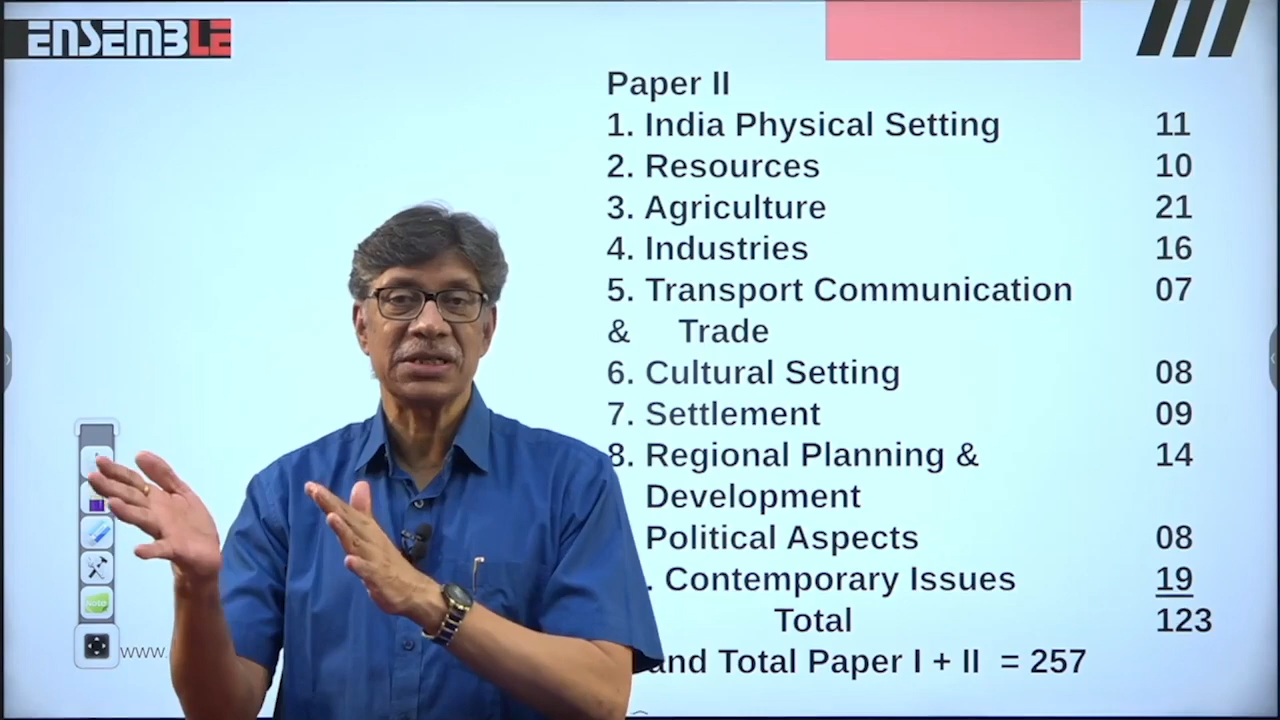 ENSEMBLE
Paper II
1. India Physical Setting 11
2. Resources 10
3. Agriculture 21
4. Industries 16
5. Transport Communication 07
& Trade
6. Cultural Setting 08
7. Settlement 09
8. Regional Planning & 14
Development
Political Aspects 08
. Contemporary Issues 19
Total 123
and Total Paper I + II = 257
Note
www.